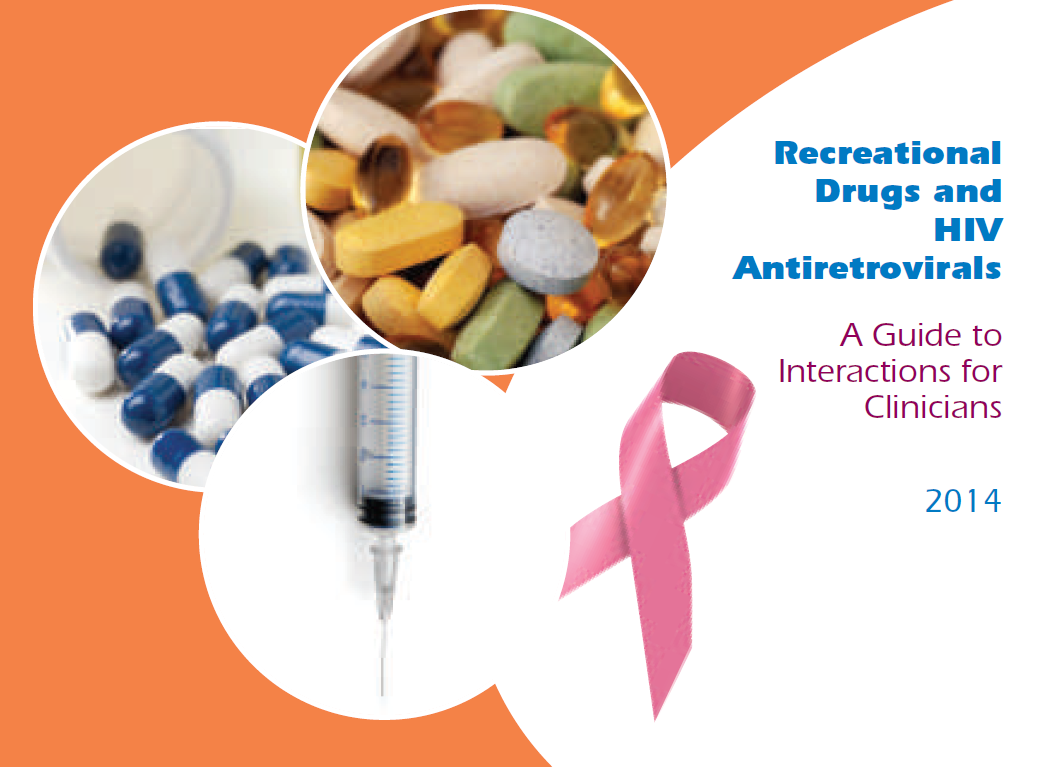 Recreational
Drugs and
HIV
Antiretrovirals
A Guide to
Interactions for
Clinicians
2014